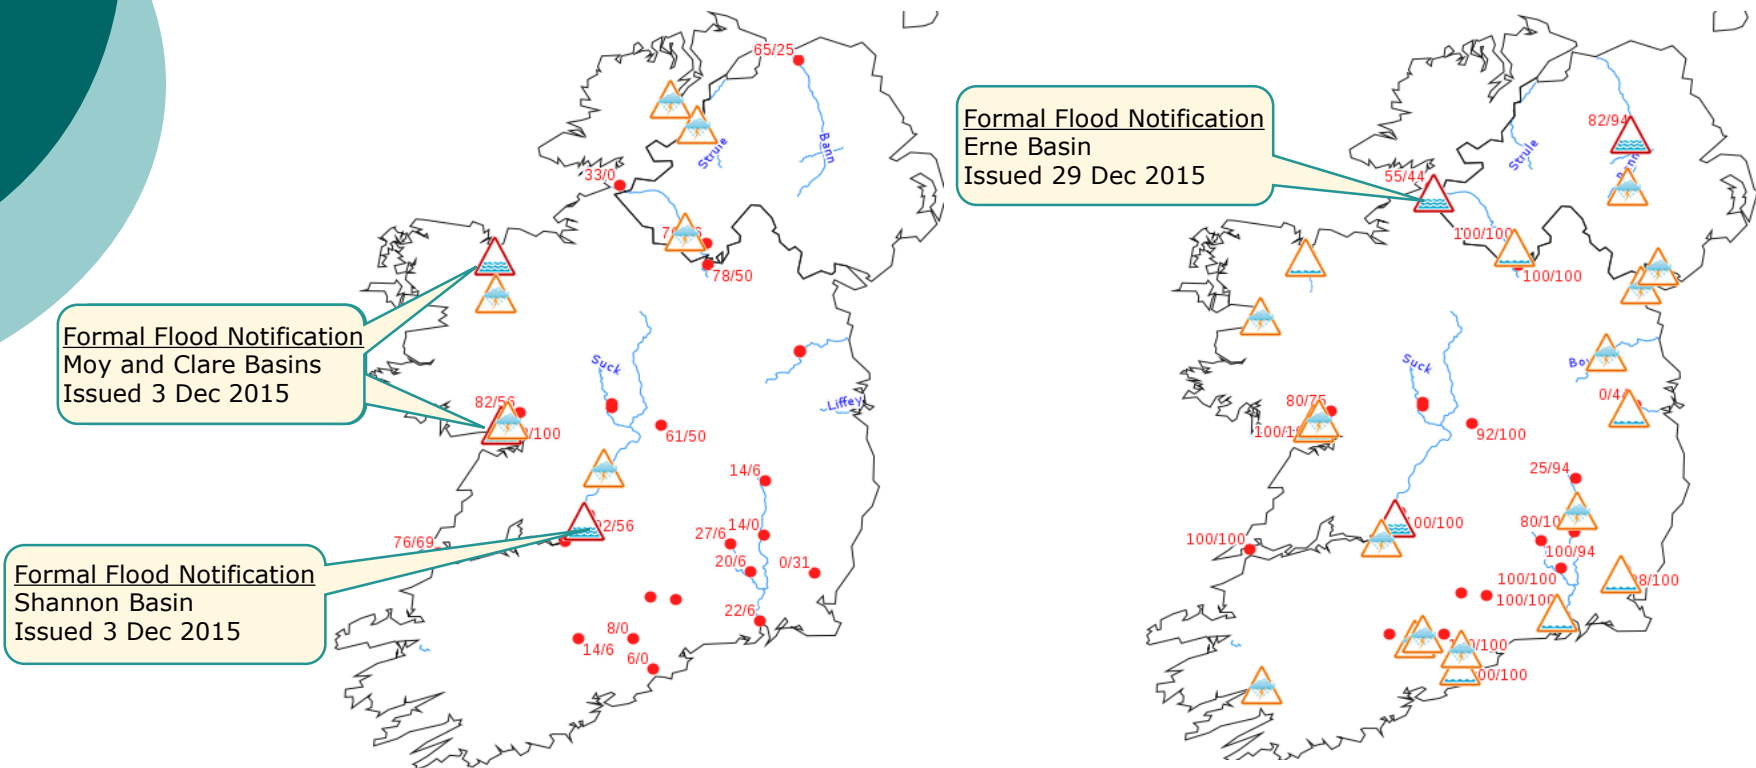 65/25
Strule
Bann
33/0
78/50
Formal Flood Notification
Moy and Clare Basins
Issued 3 Dec 2015
Suck
Liffey
82/56
61/50
14/6
76/69
14/0
27/6
20/6
0/31
22/6
8/0
14/6
6/0
Formal Flood Notification
Shannon Basin
Issued 3 Dec 2015
Formal Flood Notification
Erne Basin
Issued 29 Dec 2015
82/94
Strule
55/44
100/100
100/100
Suck
80/75
92/100
25/94
100/100
100/94
100/100
100/100